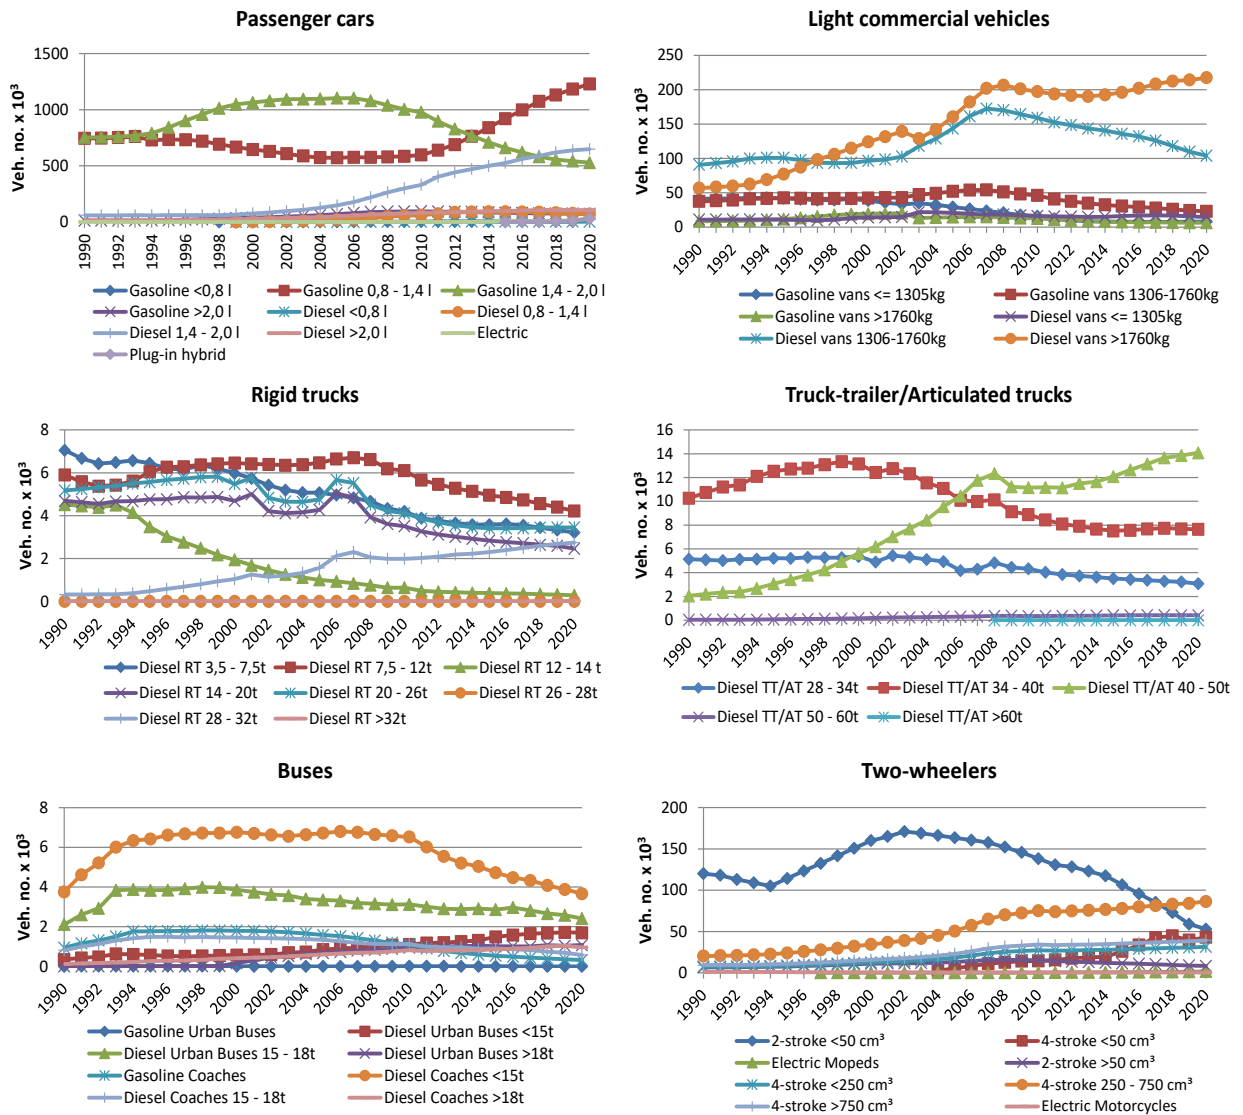 Passenger cars
Veh. no. x 10³
1500
1000
500
0
1990 1992 1994 1996 1998 2000 2002 2004 2006 2008 2010 2012 2014 2016 2018 2020
Gasoline <0,8 l Gasoline 0,8 - 1,4 l Gasoline 1,4 - 2,0 l
Gasoline >2,0 l Diesel <0,8 l Diesel 0,8 - 1,4 l
Diesel 1,4 - 2,0 l Diesel >2,0 l Electric
Plug-in hybrid
Light commercial vehicles
Veh. no. x 10³
250
200
150
100
50
0
1990 1992 1994 1996 1998 2000 2002 2004 2006 2008 2010 2012 2014 2016 2018 2020
Gasoline vans <= 1305kg Gasoline vans 1306-1760kg
Gasoline vans >1760kg Diesel vans <= 1305kg
Diesel vans 1306-1760kg Diesel vans >1760kg
Rigid trucks
Veh. no. x 10³
8
6
4
2
0
1990 1992 1994 1996 1998 2000 2002 2004 2006 2008 2010 2012 2014 2016 2018 2020
Diesel RT 3,5 - 7,5t Diesel RT 7,5 - 12t Diesel RT 12 - 14 t
Diesel RT 14 - 20t Diesel RT 20 - 26t Diesel RT 26 - 28t
Diesel RT 28 - 32t Diesel RT >32t
Truck-trailer/Articulated trucks
Veh. no. x 10³
16
14
12
10
8
6
4
2
0
1990 1992 1994 1996 1998 2000 2002 2004 2006 2008 2010 2012 2014 2016 2018 2020
Diesel TT/AT 28 - 34t Diesel TT/AT 34 - 40t Diesel TT/AT 40 - 50t
Diesel TT/AT 50 - 60t Diesel TT/AT >60t
Buses
Veh. no. x 10³
8
6
4
2
0
1990 1992 1994 1996 1998 2000 2002 2004 2006 2008 2010 2012 2014 2016 2018 2020
Gasoline Urban Buses Diesel Urban Buses <15t
Diesel Urban Buses 15 - 18t Diesel Urban Buses >18t
Gasoline Coaches Diesel Coaches <15t
Diesel Coaches 15 - 18t Diesel Coaches >18t
Two-wheelers
Veh. no. x 10³
200
150
100
50
0
1990 1992 1994 1996 1998 2000 2002 2004 2006 2008 2010 2012 2014 2016 2018 2020
2-stroke <50 cm³ 4-stroke <50 cm³
Electric Mopeds 2-stroke >50 cm³
4-stroke <250 cm³ 4-stroke 250 - 750 cm³
4-stroke >750 cm³ Electric Motorcycles